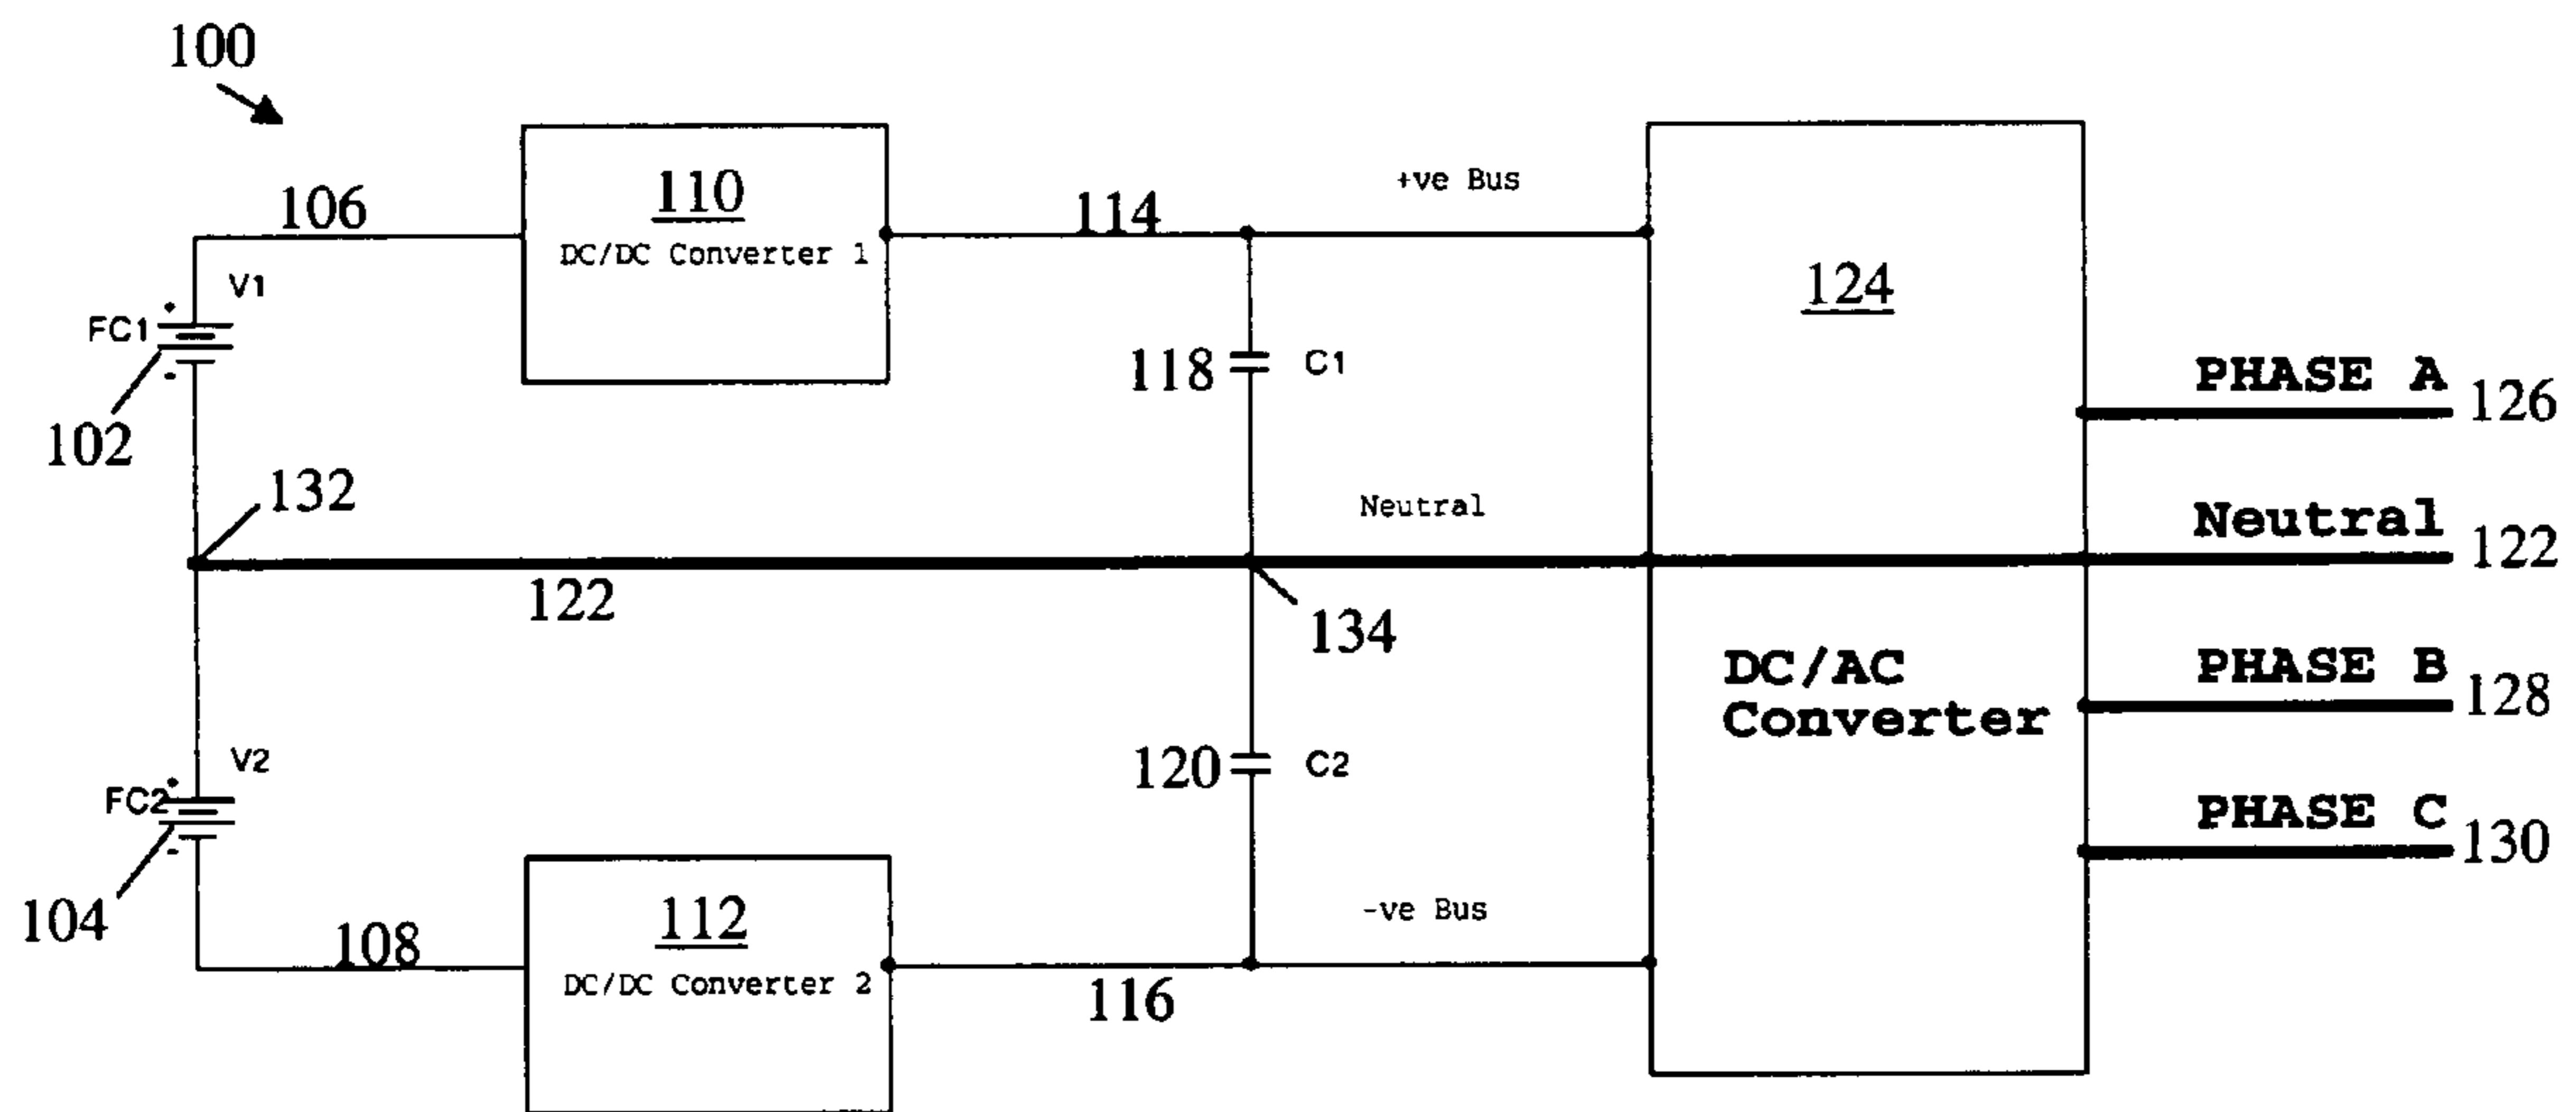 100
106
110
DC/DC Converter 1
114
+ve Bus
124
V1
+
FC1
-
102
118
C1
PHASE A
126
132
Neutral
Neutral
122
122
134
DC/AC
Converter
PHASE B
128
V2
+
FC2
-
104
120
C2
PHASE C
130
108
112
DC/DC Converter 2
116
-ve Bus